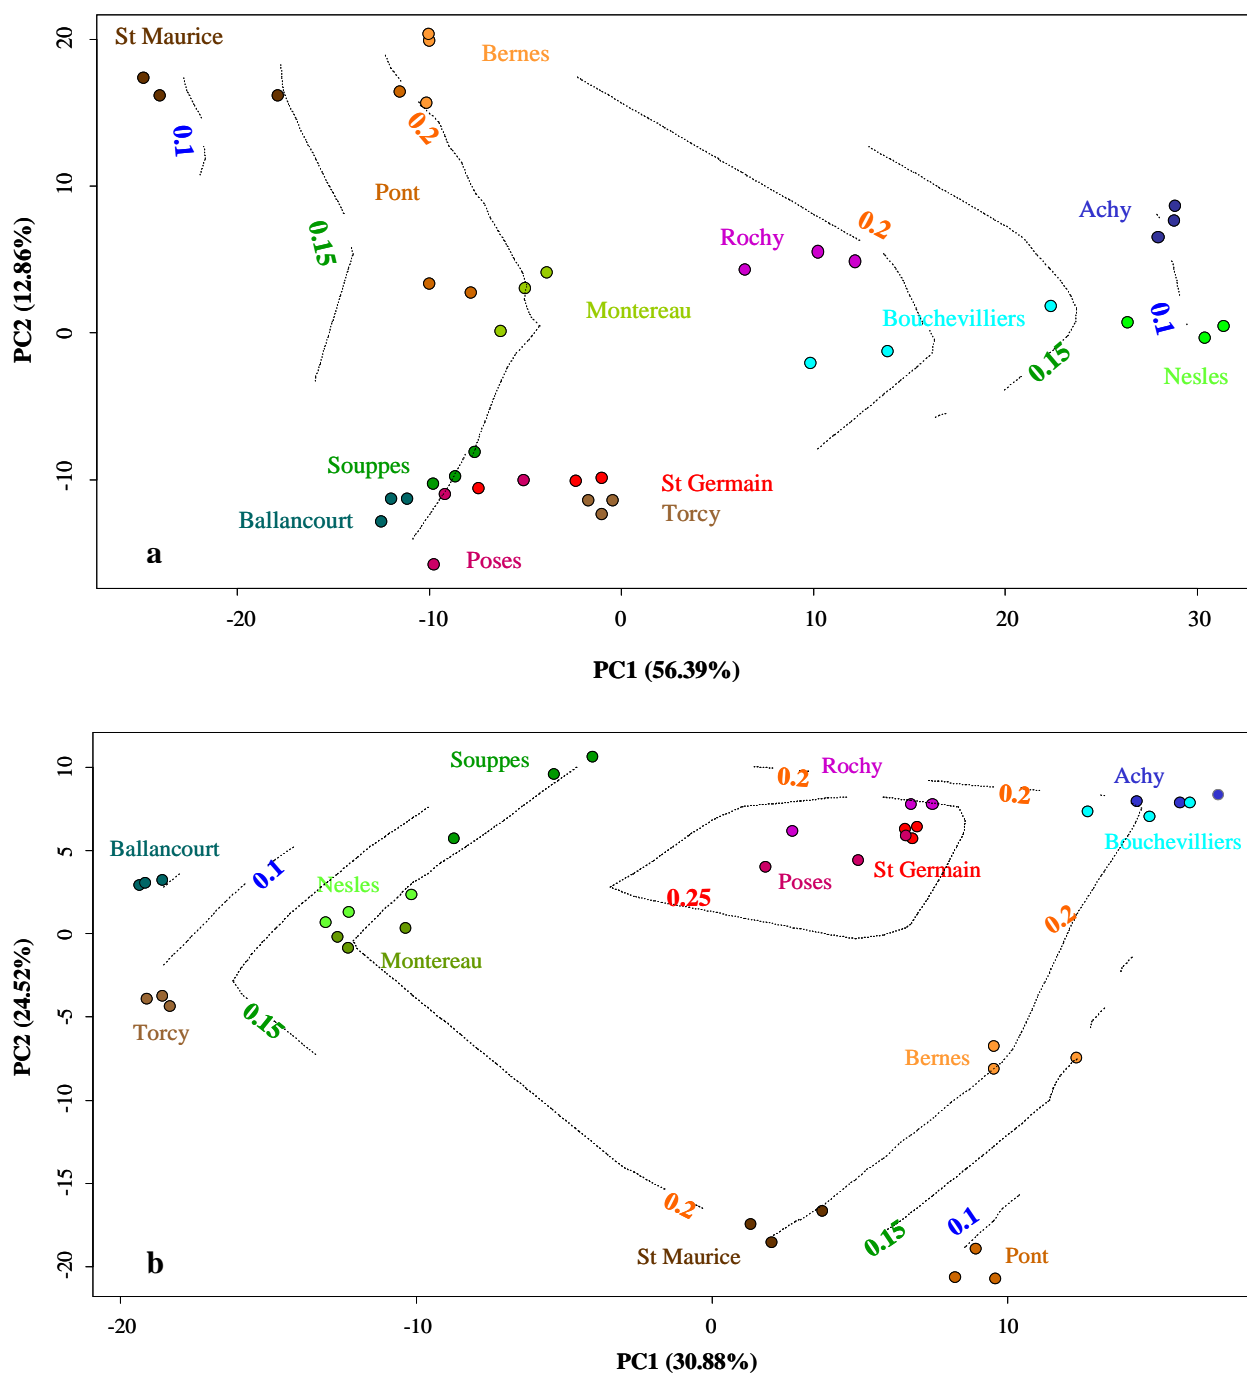 20
St Maurice
Bernes
0.1
0.2
10
Pont
Achy
0.15
0.2
Rochy
PC2 (12.86%)
Montereau
Bouchevilliers
0.1
0
0.15
Nesles
Souppes
-10
St Germain
Ballancourt
Torcy
a
Poses
-20 -10 0 10 20 30
PC1 (56.39%)
10
Souppes
Rochy
0.2
Achy
0.2
5
Ballancourt
0.1
Bouchevilliers
Nesles
Poses
St Germain
0.25
0.2
0
Montereau
PC2 (24.52%)
-5
0.15
Torcy
Bernes
-10
-15
0.2
0.1
0.15
St Maurice
Pont
b
-20
-20 -10 0 10
PC1 (30.88%)